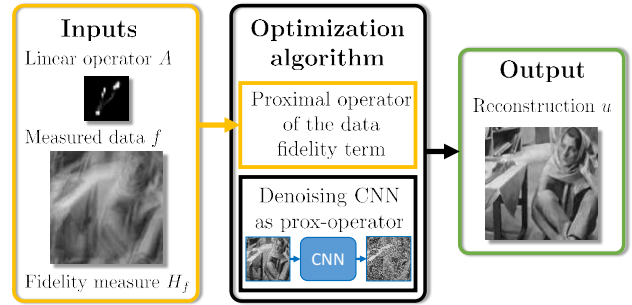 Inputs
Linear operator A
Measured data f
Fidelity measure H_f
Optimization
algorithm
Proximal operator
of the data
fidelity term
Denoising CNN
as prox-operator
CNN
Output
Reconstruction u